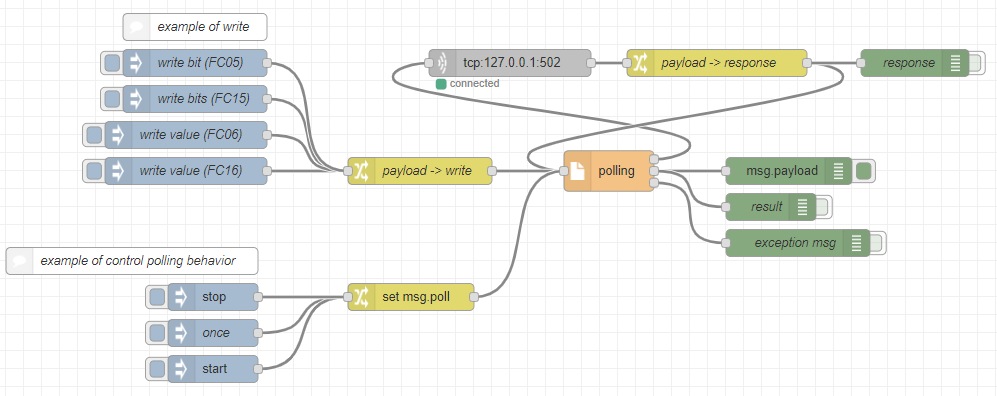 example of write
write bit (FC05)
tcp:127.0.0.1:502
payload -> response
response
connected
write bits (FC15)
write value (FC06)
write value (FC16)
payload -> write
polling
msg.payload
result
exception msg
example of control polling behavior
stop
set msg.poll
once
start